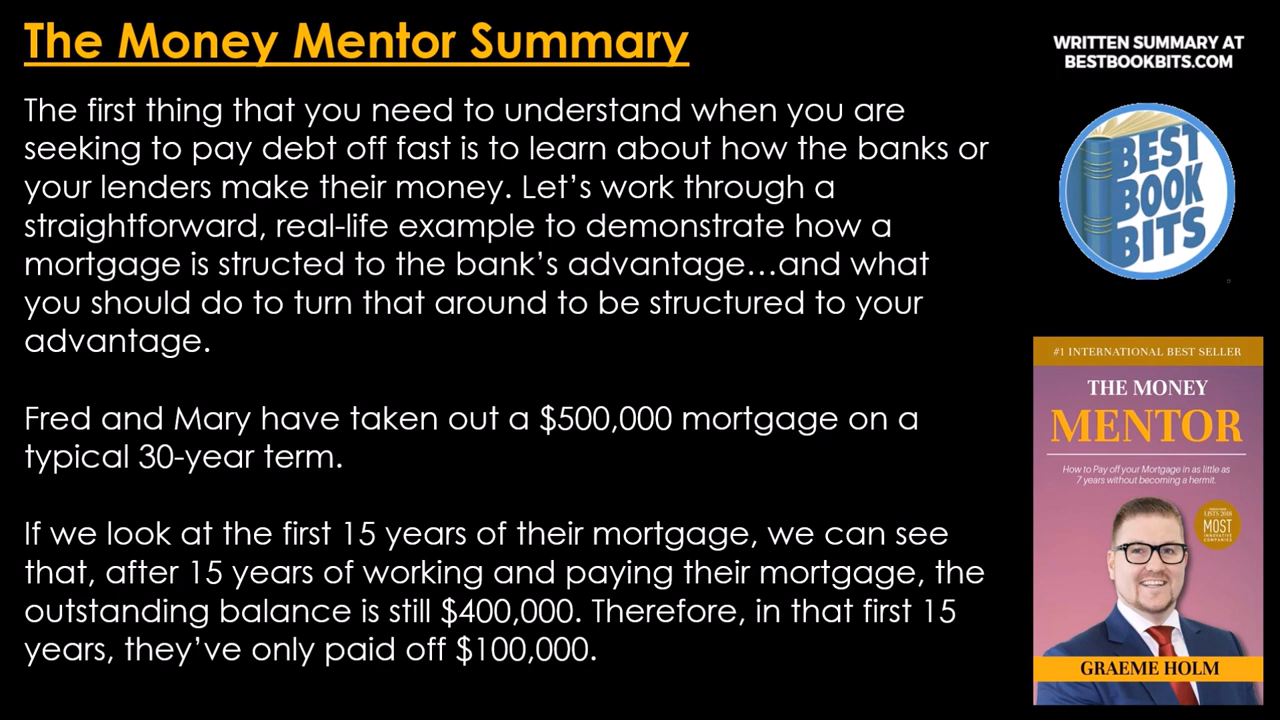 The Money Mentor Summary
The first thing that you need to understand when you are
seeking to pay debt off fast is to learn about how the banks or
your lenders make their money. Let’s work through a
straightforward, real-life example to demonstrate how a
mortgage is structed to the bank’s advantage...and what
you should do to turn that around to be structured to your
advantage.
Fred and Mary have taken out a $500,000 mortgage on a
typical 30-year term.
If we look at the first 15 years of their mortgage, we can see
that, after 15 years of working and paying their mortgage, the
outstanding balance is still $400,000. Therefore, in that first 15
years, they’ve only paid off $100,000.
WRITTEN SUMMARY AT
BESTBOOKBITS.COM
BEST
BOOK
BITS
#1 INTERNATIONAL BEST SELLER
THE MONEY
MENTOR
How to Pay off your Mortgage in as little as
7 years without becoming a hermit.
LISTS 2018
MOST
INNOVATIVE
COMPANIES
GRAEME HOLM